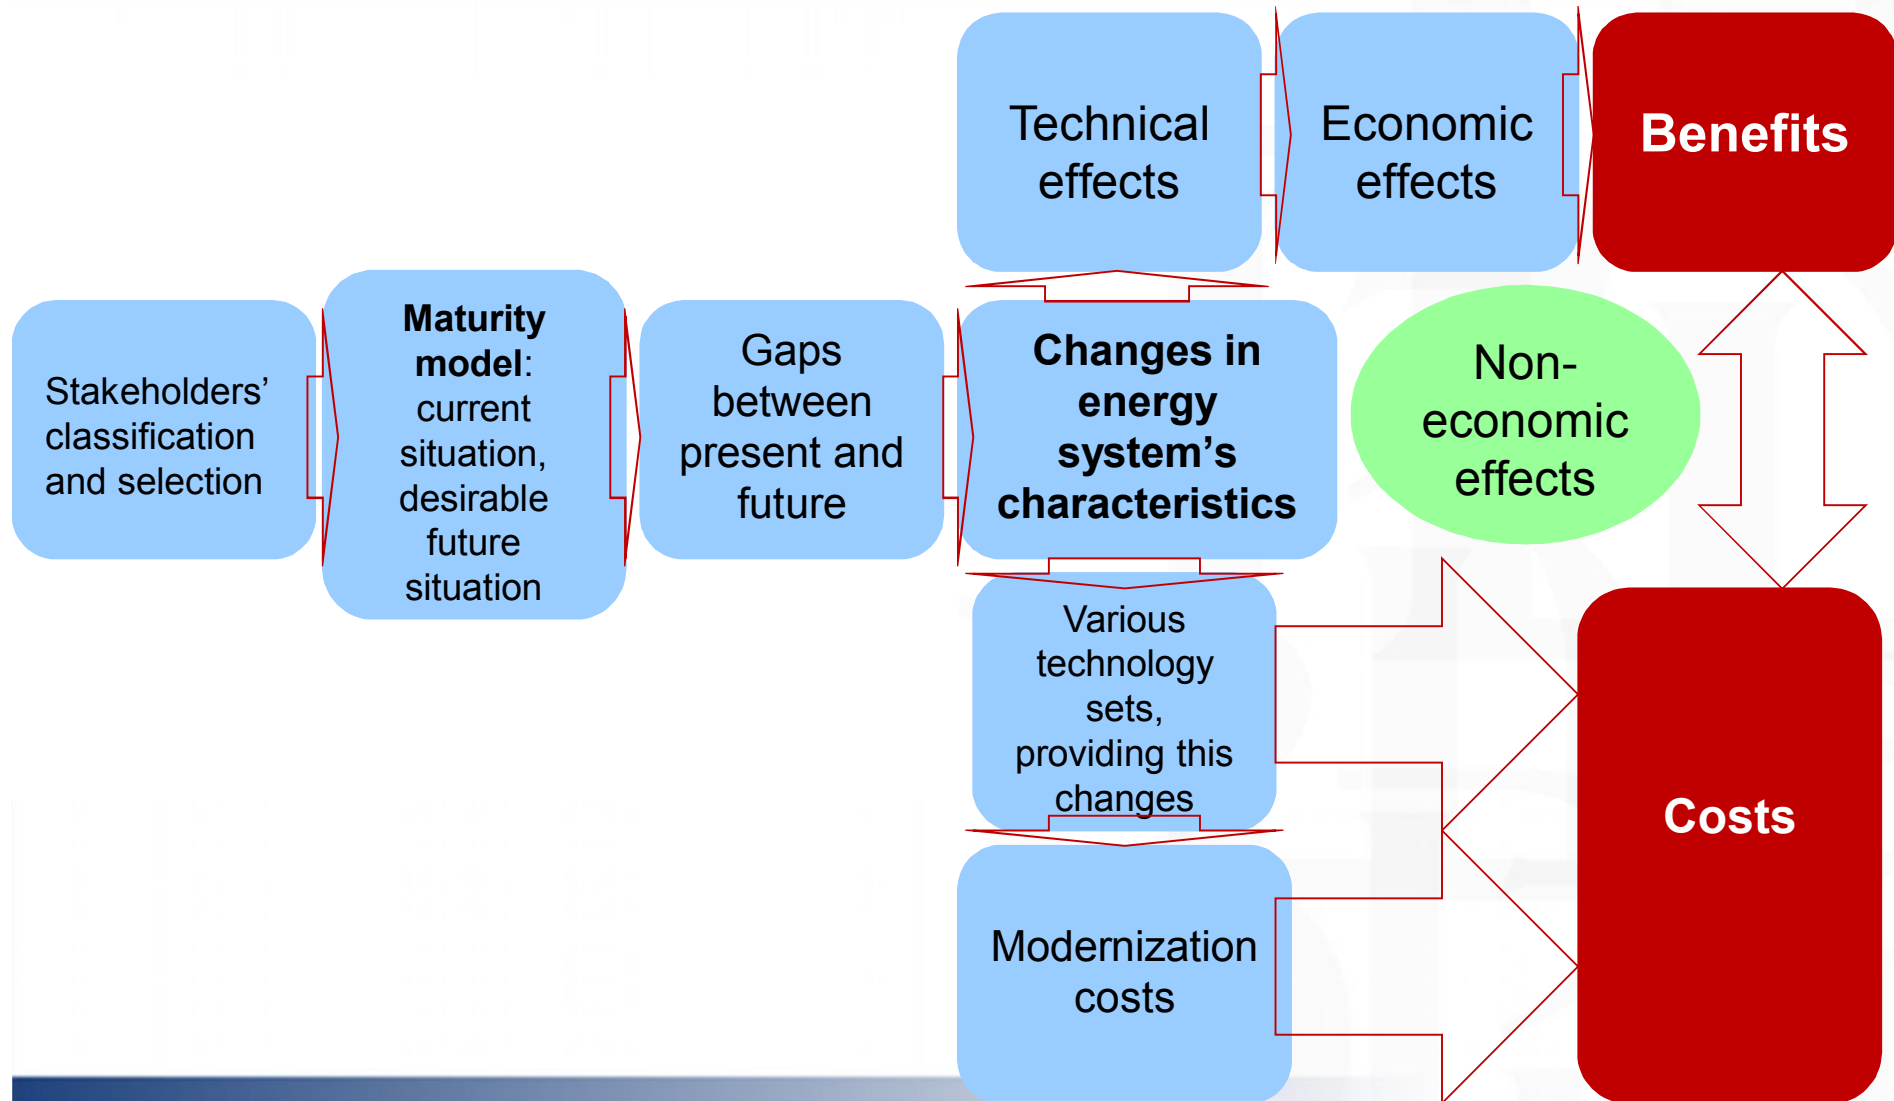 Technical
effects
Economic
effects
Benefits
Stakeholders’
classification
and selection
Maturity
model:
current
situation,
desirable
future
situation
Gaps
between
present and
future
Changes in
energy
system’s
characteristics
Non-
economic
effects
Various
technology
sets,
providing this
changes
Costs
Modernization
costs